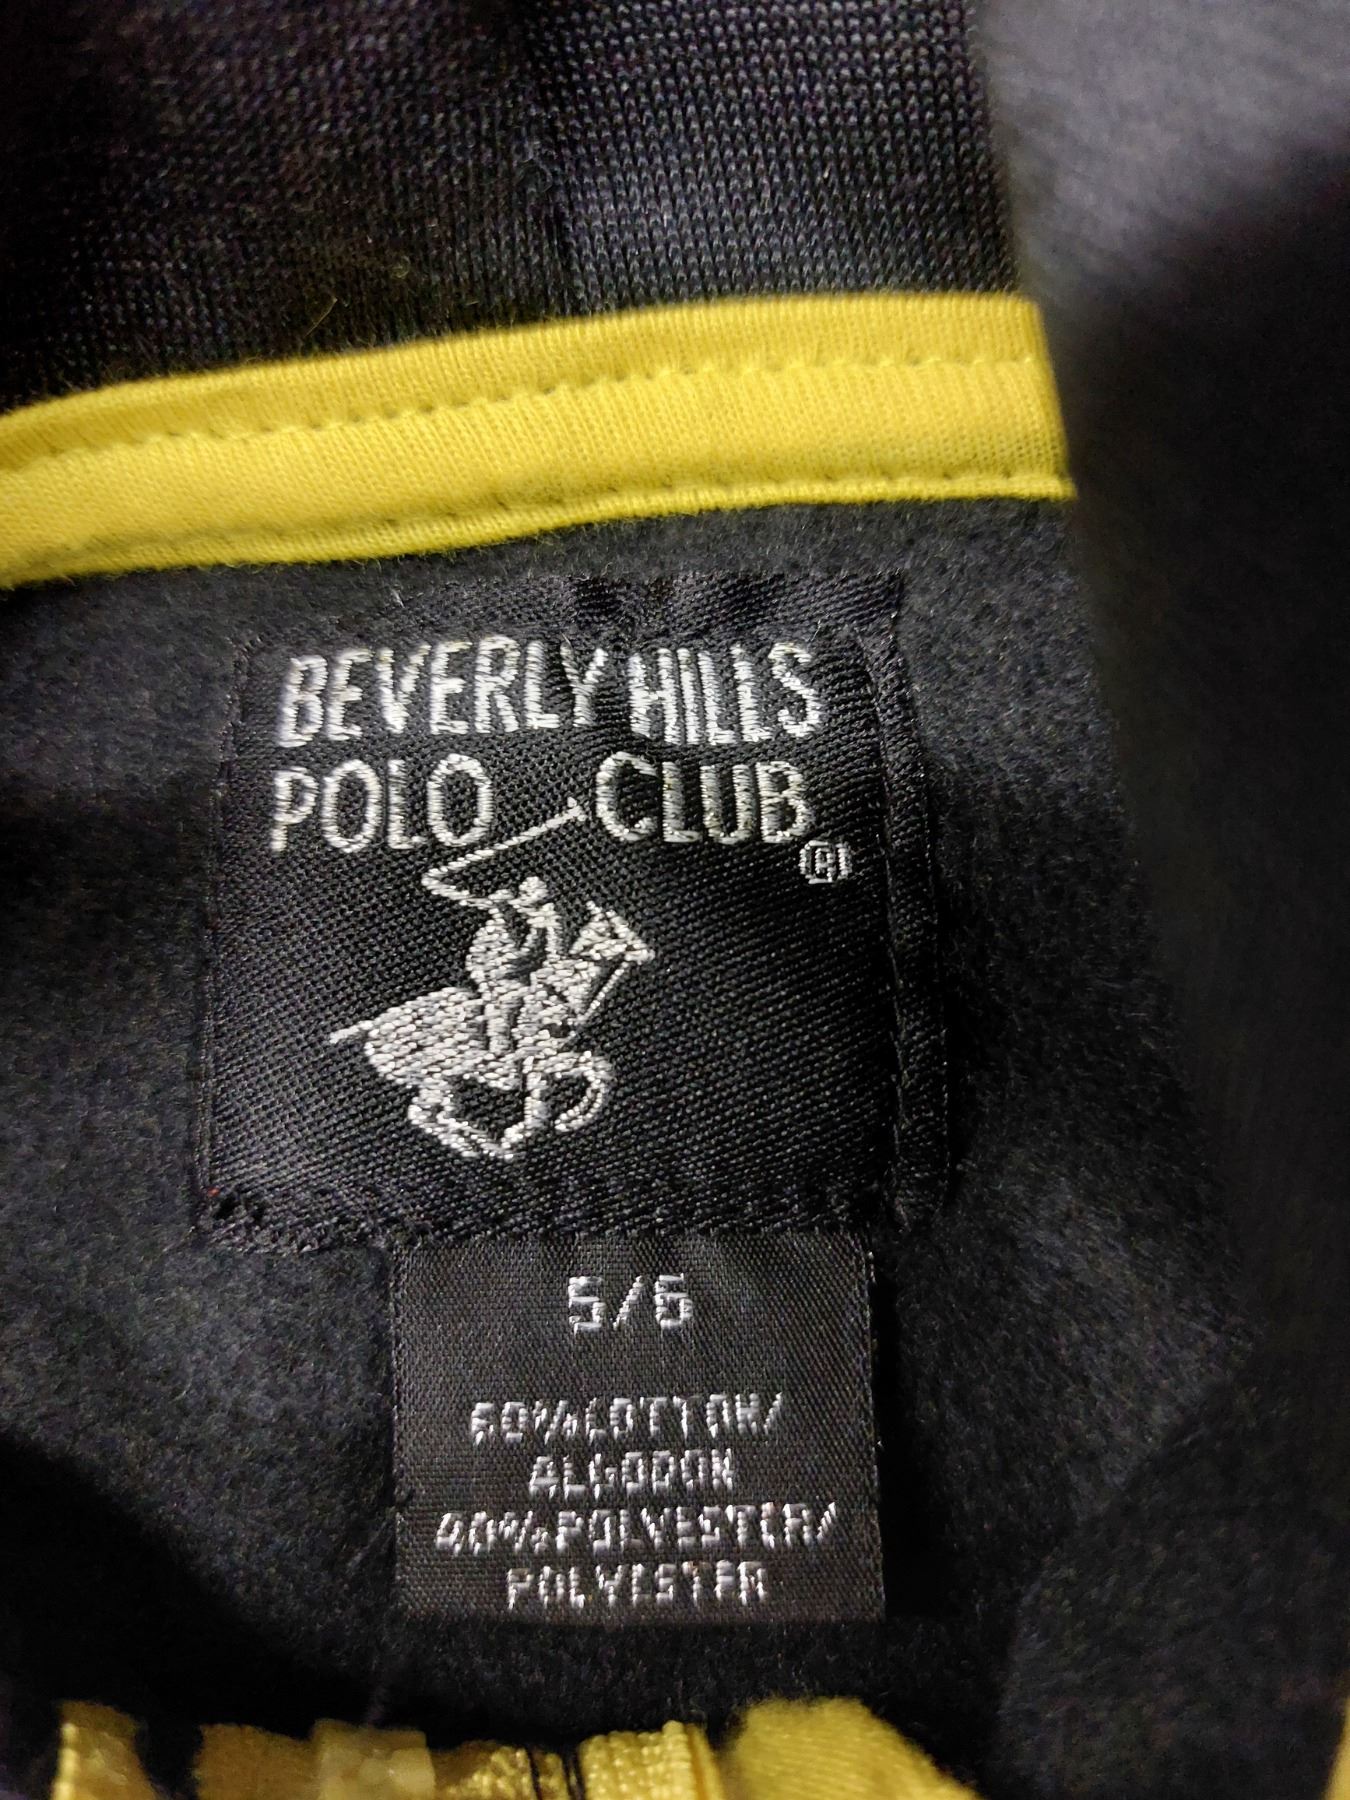 BEVERLY HILLS
POLO CLUB
®
5/6
60%COTTON/
ALGODON
40%POLYESTER/
POLYESTER